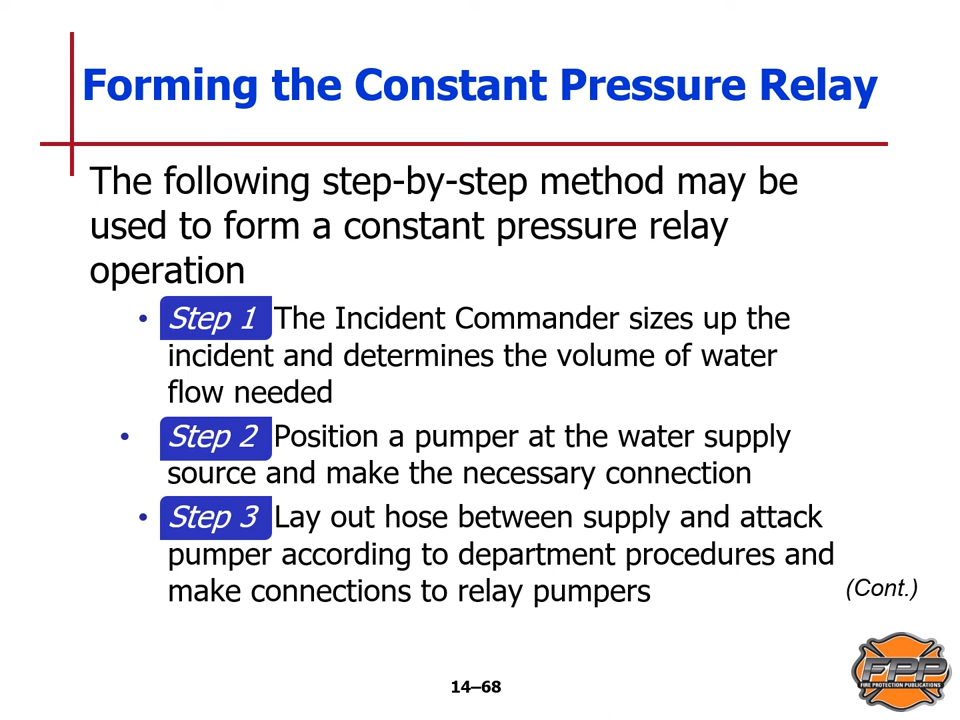 Forming the Constant Pressure Relay
The following step-by-step method may be
used to form a constant pressure relay
operation
• Step 1 The Incident Commander sizes up the
incident and determines the volume of water
flow needed
• Step 2 Position a pumper at the water supply
source and make the necessary connection
• Step 3 Lay out hose between supply and attack
pumper according to department procedures and
make connections to relay pumpers
(Cont.)
14–68
FPP
FIRE PROTECTION PUBLICATIONS